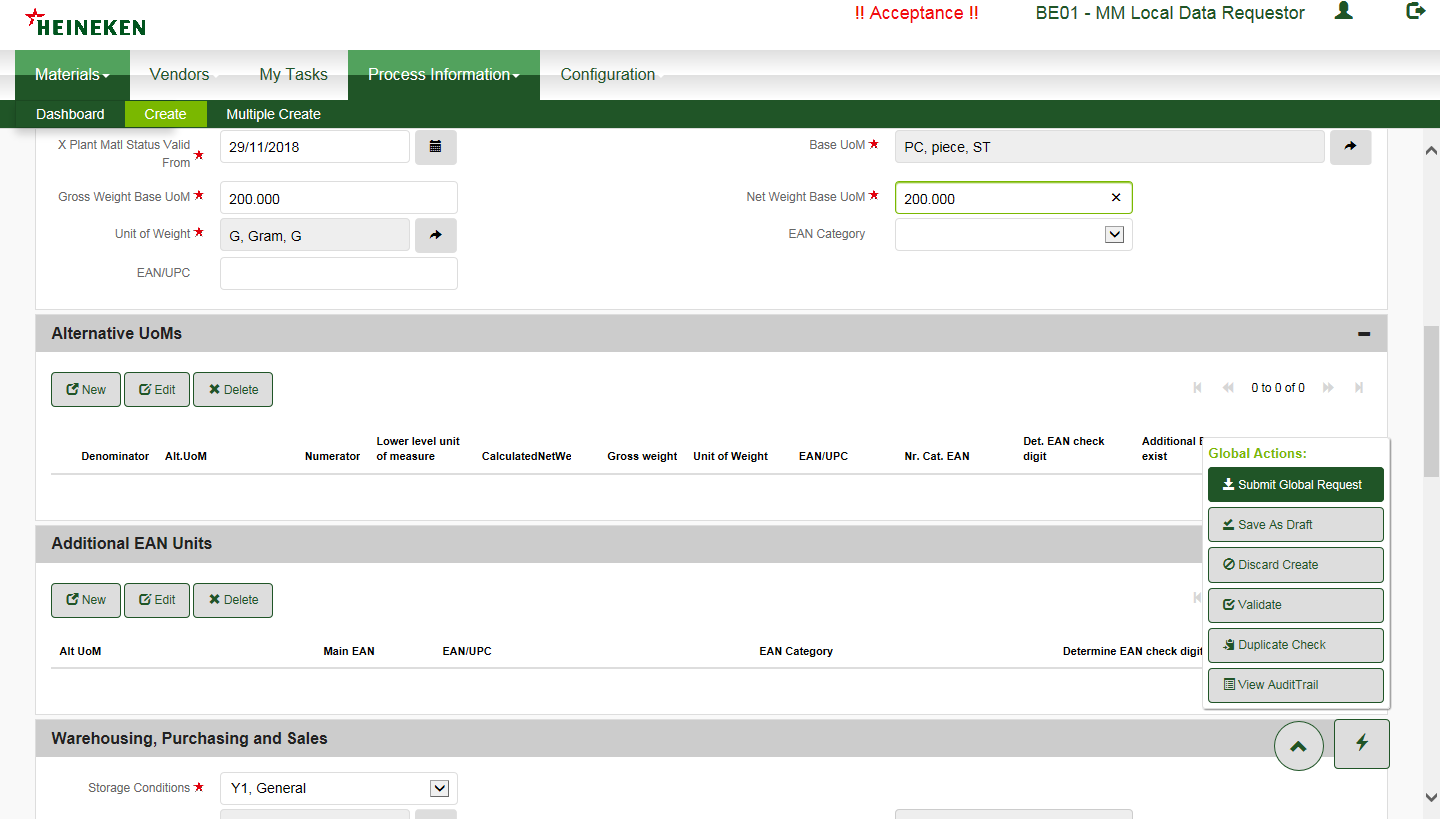 HEINEKEN
!! Acceptance !!
BE01 - MM Local Data Requestor
Materials
Vendors
My Tasks
Process Information
Configuration
Dashboard
Create
Multiple Create
X Plant Matl Status Valid
From
29/11/2018
Base UoM
PC, piece, ST
Gross Weight Base UoM
200.000
Net Weight Base UoM
200.000
Unit of Weight
G, Gram, G
EAN Category
EAN/UPC
Alternative UoMs
New
Edit
Delete
0 to 0 of 0
Denominator
Alt.UoM
Numerator
Lower level unit
of measure
CalculatedNetWe
Gross weight
Unit of Weight
EAN/UPC
Nr. Cat. EAN
Det. EAN check
digit
Additional
exist
Global Actions:
Submit Global Request
Save As Draft
Discard Create
Validate
Duplicate Check
View AuditTrail
Additional EAN Units
New
Edit
Delete
Alt UoM
Main EAN
EAN/UPC
EAN Category
Determine EAN check digit
Warehousing, Purchasing and Sales
Storage Conditions
Y1, General